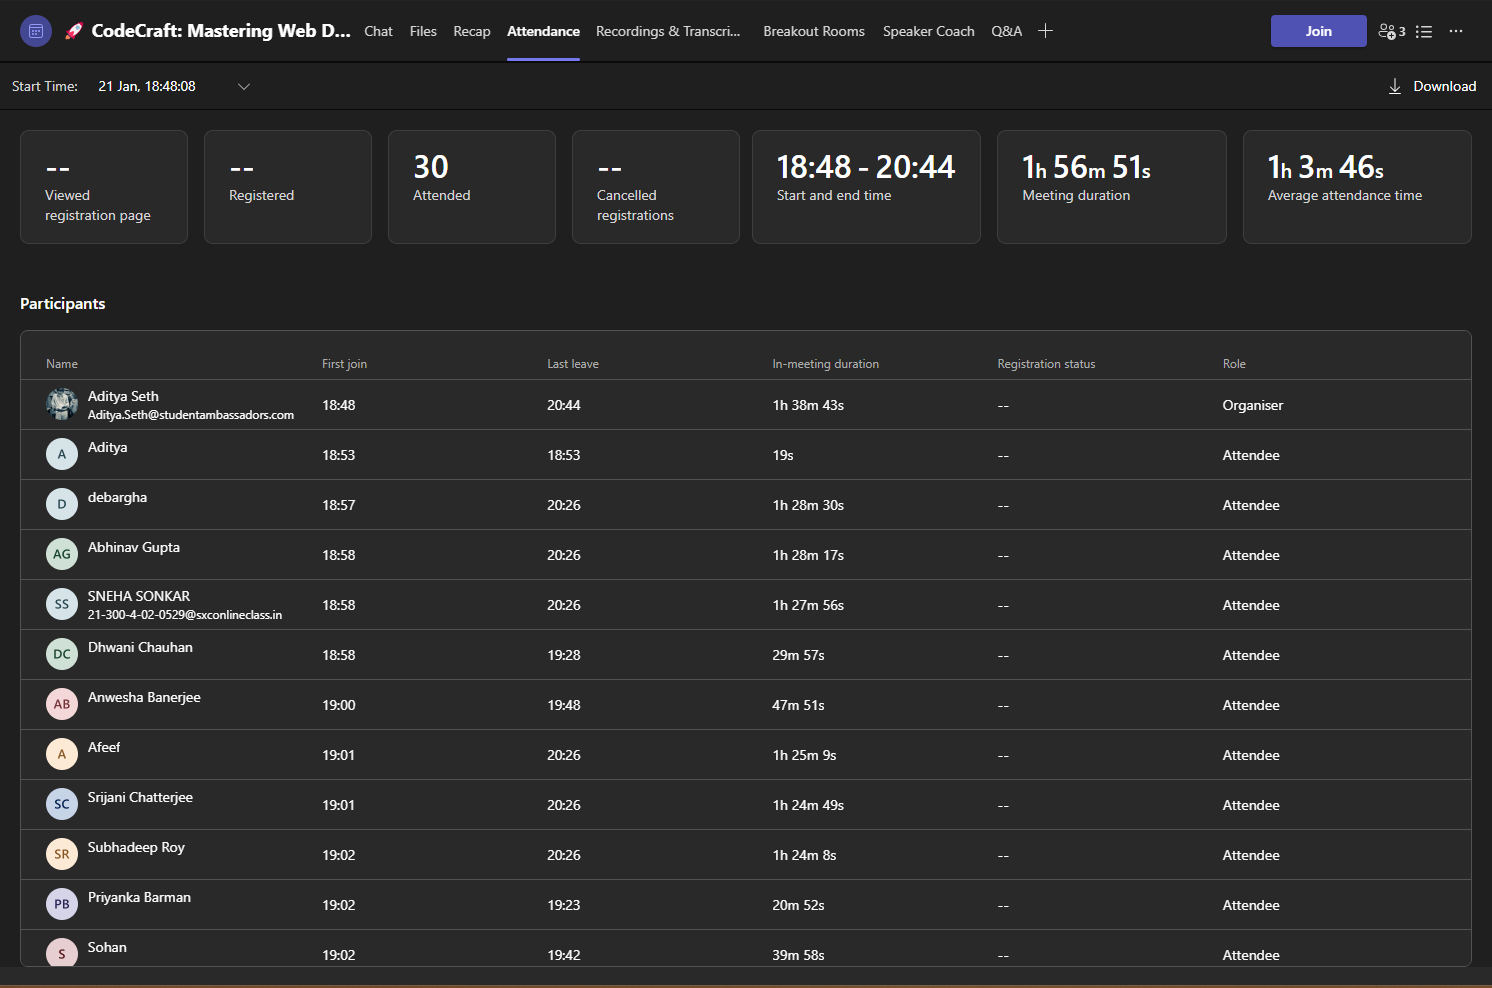 🚀 CodeCraft: Mastering Web D... Chat Files Recap Attendance Recordings & Transcri... Breakout Rooms Speaker Coach Q&A Join 3
Start Time: 21 Jan, 18:48:08 Download
-- -- 30 -- 18:48 - 20:44 1h 56m 51s 1h 3m 46s
Viewed Registered Attended Cancelled Start and end time Meeting duration Average attendance time
registration page registrations
Participants
Name First join Last leave In-meeting duration Registration status Role
Aditya Seth
Aditya.Seth@studentambassadors.com 18:48 20:44 1h 38m 43s -- Organiser
A Aditya 18:53 18:53 19s -- Attendee
D debargha 18:57 20:26 1h 28m 30s -- Attendee
AG Abhinav Gupta 18:58 20:26 1h 28m 17s -- Attendee
SS SNEHA SONKAR
21-300-4-02-0529@sxconlineclass.in 18:58 20:26 1h 27m 56s -- Attendee
DC Dhwani Chauhan 18:58 19:28 29m 57s -- Attendee
AB Anwesha Banerjee 19:00 19:48 47m 51s -- Attendee
A Afeef 19:01 20:26 1h 25m 9s -- Attendee
SC Srijani Chatterjee 19:01 20:26 1h 24m 49s -- Attendee
SR Subhadeep Roy 19:02 20:26 1h 24m 8s -- Attendee
PB Priyanka Barman 19:02 19:23 20m 52s -- Attendee
S Sohan 19:02 19:42 39m 58s -- Attendee